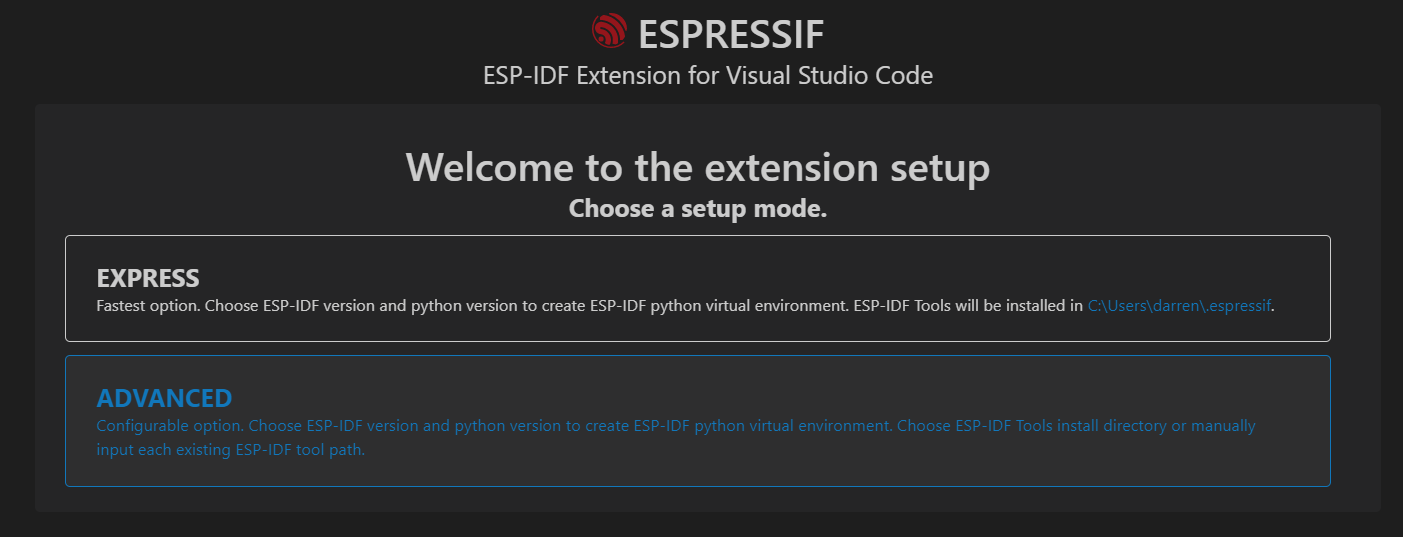 ESPRESSIF
ESP-IDF Extension for Visual Studio Code
Welcome to the extension setup
Choose a setup mode.
EXPRESS
Fastest option. Choose ESP-IDF version and python version to create ESP-IDF python virtual environment. ESP-IDF Tools will be installed in C:\Users\darren\.espressif.
ADVANCED
Configurable option. Choose ESP-IDF version and python version to create ESP-IDF python virtual environment. Choose ESP-IDF Tools install directory or manually
input each existing ESP-IDF tool path.